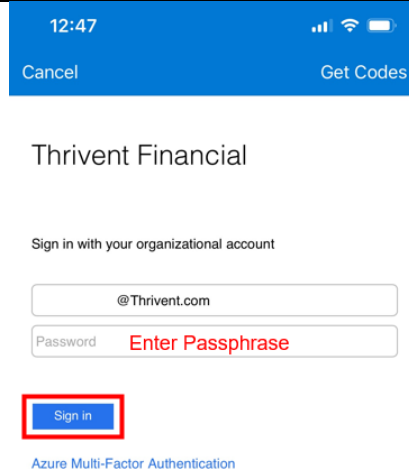 12:47
Cancel Get Codes
Thrivent Financial
Sign in with your organizational account
@Thrivent.com
Password Enter Passphrase
Sign in
Azure Multi-Factor Authentication